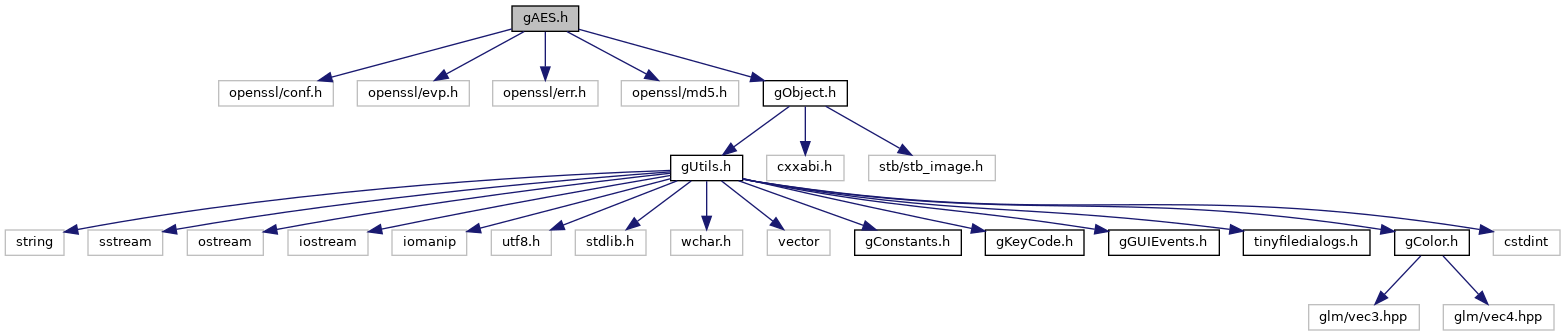 gAES.h
openssl/conf.h
openssl/evp.h
openssl/err.h
openssl/md5.h
gObject.h
gUtils.h
cxxabi.h
stb/stb_image.h
string
sstream
ostream
iostream
iomanip
utf8.h
stdlib.h
wchar.h
vector
gConstants.h
gKeyCode.h
gGUIEvents.h
tinyfiledialogs.h
gColor.h
cstdint
glm/vec3.hpp
glm/vec4.hpp